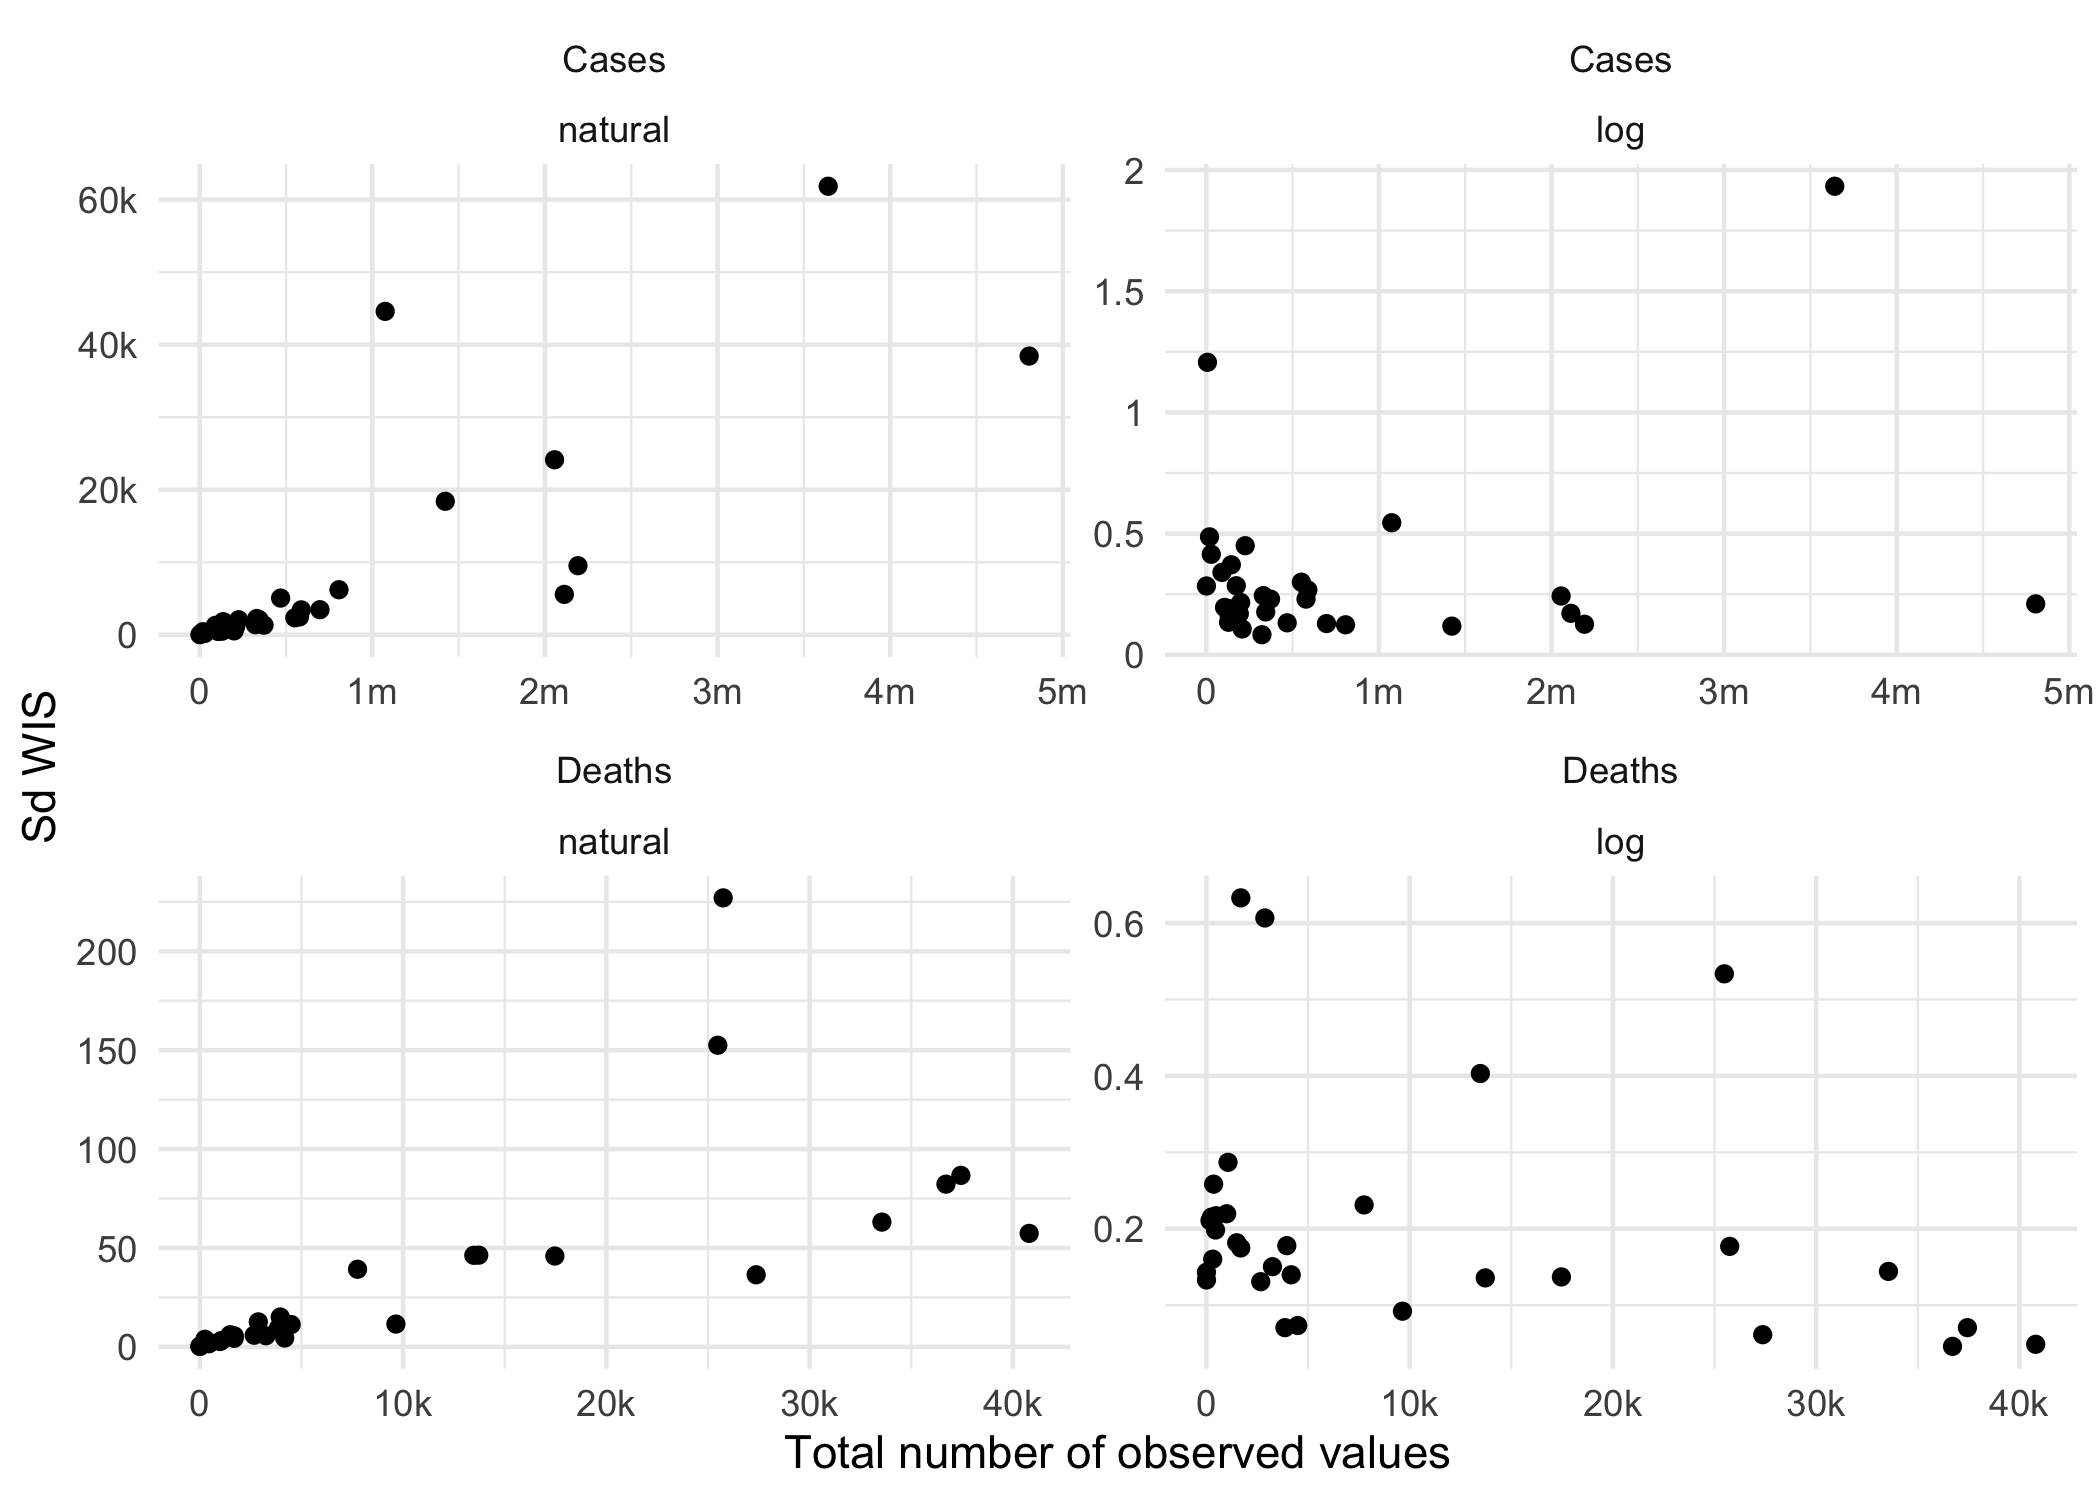 Cases
Cases
natural
log
60k
40k
20k
0
2
1.5
1
0.5
0
0 1m 2m 3m 4m 5m
0 1m 2m 3m 4m 5m
Sd WIS
Deaths
Deaths
natural
log
200
150
100
50
0
0.6
0.4
0.2
0 10k 20k 30k 40k
0 10k 20k 30k 40k
Total number of observed values